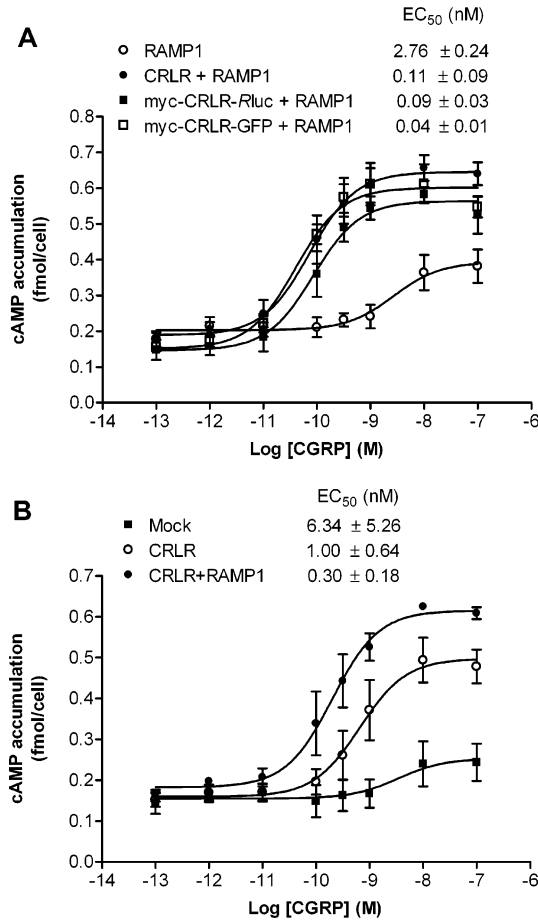 A
EC50 (nM)
RAMP1 2.76 ± 0.24
CRLR + RAMP1 0.11 ± 0.09
myc-CRLR-Rluc + RAMP1 0.09 ± 0.03
myc-CRLR-GFP + RAMP1 0.04 ± 0.01
cAMP accumulation
(fmol/cell)
0.8
0.7
0.6
0.5
0.4
0.3
0.2
0.1
0.0
-14 -13 -12 -11 -10 -9 -8 -7 -6
Log [CGRP] (M)
B
EC50 (nM)
Mock 6.34 ± 5.26
CRLR 1.00 ± 0.64
CRLR+RAMP1 0.30 ± 0.18
cAMP accumulation
(fmol/cell)
0.7
0.6
0.5
0.4
0.3
0.2
0.1
0.0
-14 -13 -12 -11 -10 -9 -8 -7 -6
Log [CGRP] (M)